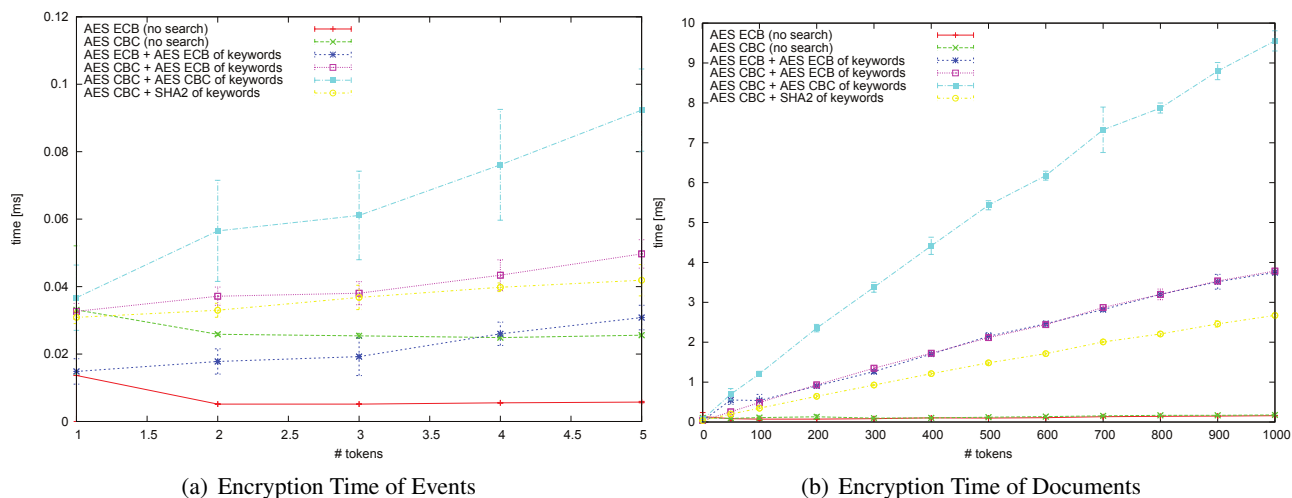 0.12
0.1
0.08
0.06
0.04
0.02
0
time [ms]
AES ECB (no search)
AES CBC (no search)
AES ECB + AES ECB of keywords
AES CBC + AES ECB of keywords
AES CBC + AES CBC of keywords
AES CBC + SHA2 of keywords
1 1.5 2 2.5 3 3.5 4 4.5 5
# tokens
(a) Encryption Time of Events
10
9
8
7
6
5
4
3
2
1
0
time [ms]
AES ECB (no search)
AES CBC (no search)
AES ECB + AES ECB of keywords
AES CBC + AES ECB of keywords
AES CBC + AES CBC of keywords
AES CBC + SHA2 of keywords
0 100 200 300 400 500 600 700 800 900 1000
# tokens
(b) Encryption Time of Documents